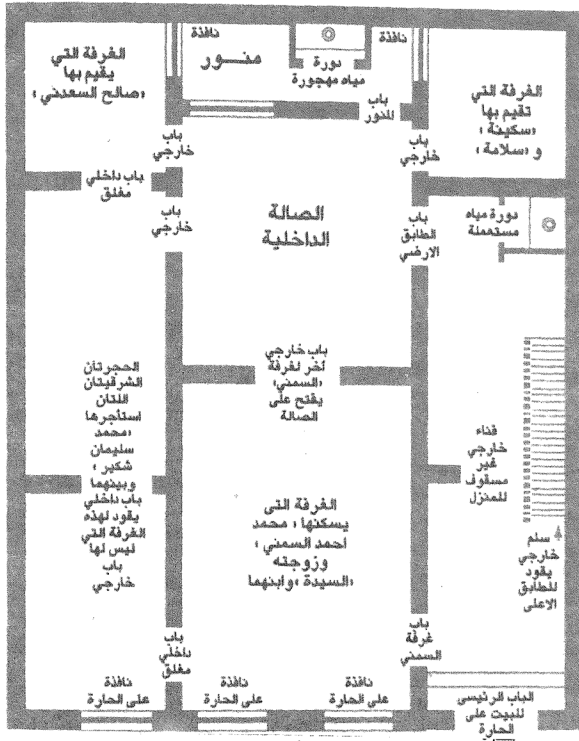 الغرفة التي
يقيم بها
«صالح السعدني»
نافذة
منــور
دورة
مياه مهجورة
نافذة
باب
المنور
الغرفة التي
تقيم بها
«سكينة»
و «سلامة»
باب
خارجي
باب
خارجي
باب داخلي
مغلق
باب
خارجي
الصالة
الداخلية
باب
الطابق
الارضي
دورة مياه
مستعملة
باب خارجي
آخر لغرفة
«السمني»
يفتح على
الصالة
الحجرتان
الشرقيتان
اللتان
استأجرها
«محمد
سليمان
شكير»
وبينهما
باب داخلي
يقود لهذه
الغرفة التي
ليس لها
باب
خارجي
فناء
خارجي
غير
مسقوف
للمنزل
الغرفة التى
يسكنها «محمد
احمد السمني»
وزوجته
«السيدة» وابنهما
سلم
خارجي
يقود
للطابق
الاعلى
باب
داخلي
مغلق
باب
غرفة
السمني
نافذة
على الحارة
نافذة
على الحارة
نافذة
على الحارة
الباب الرئيسى
للبيت على
الحارة